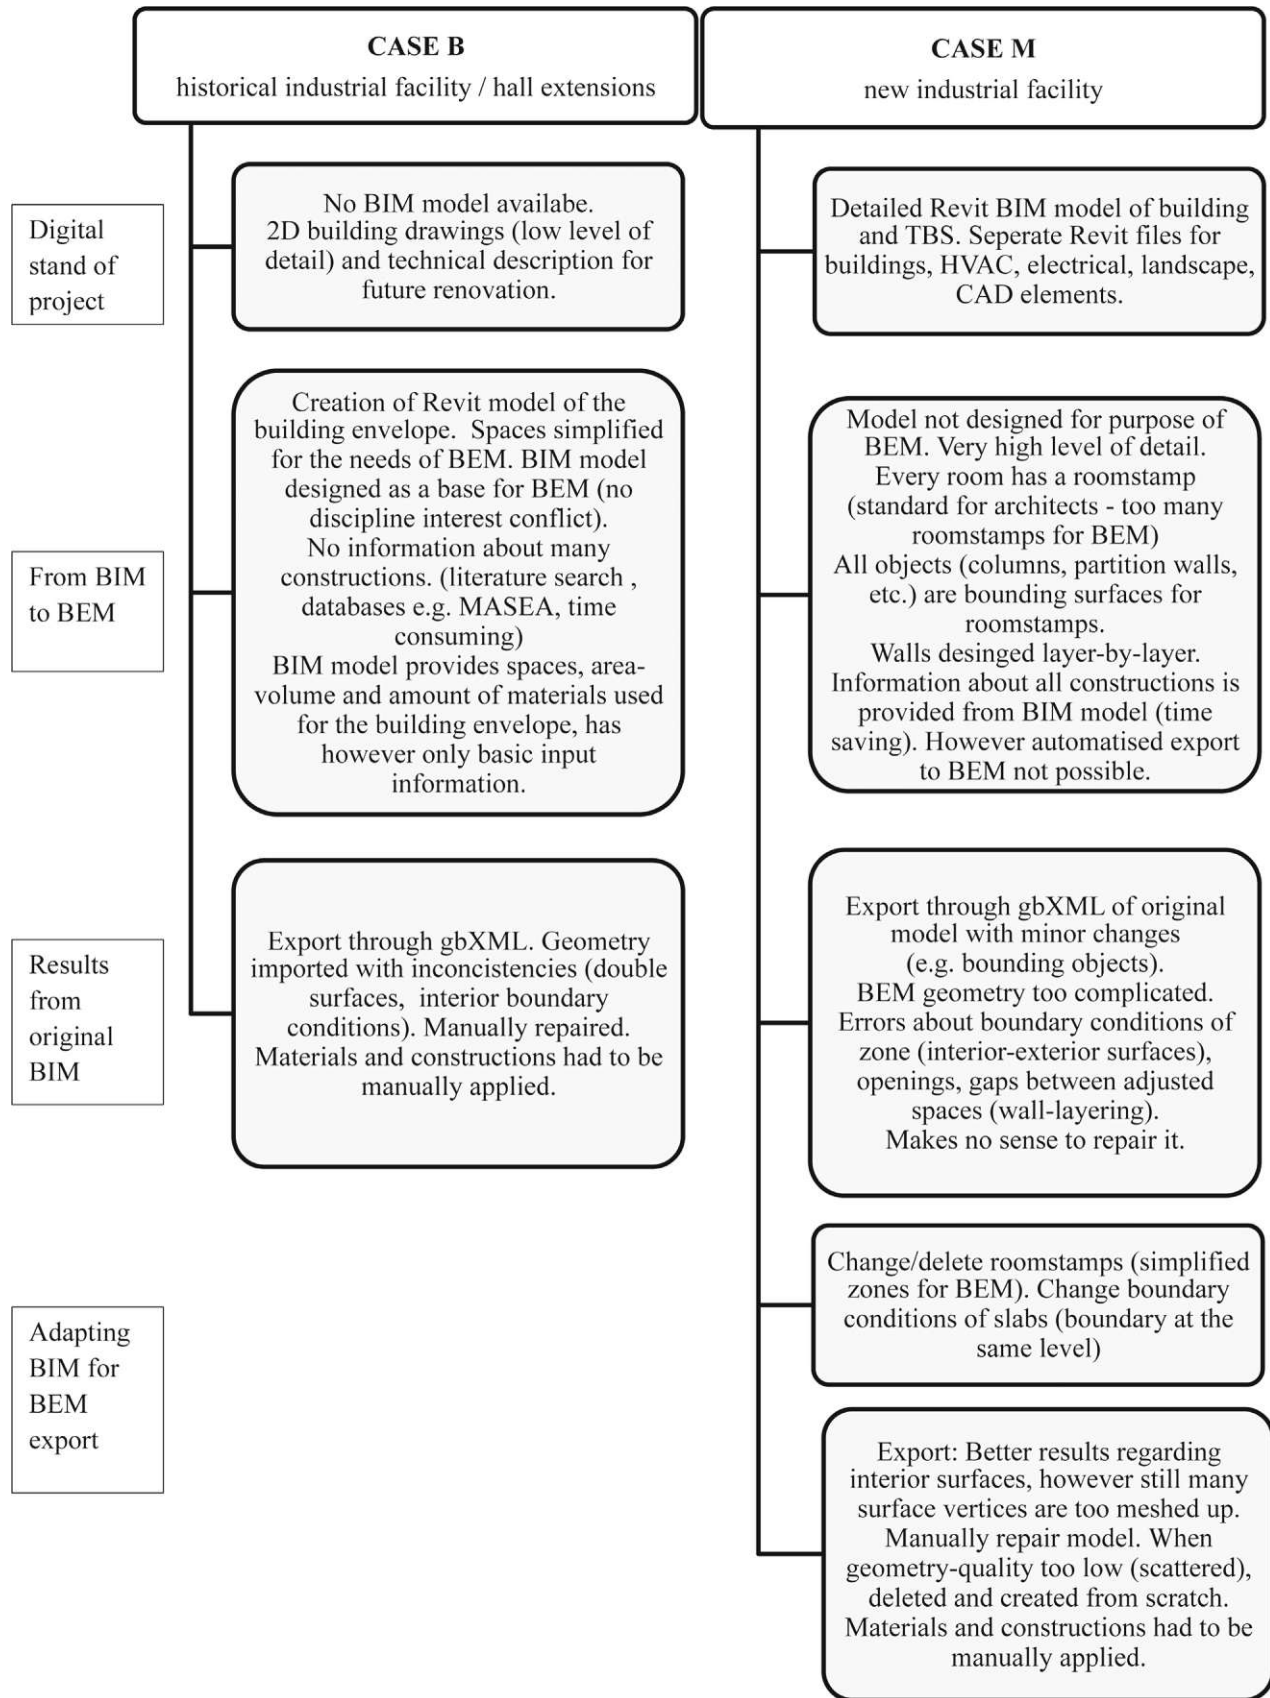 CASE B
historical industrial facility / hall extensions
CASE M
new industrial facility
Digital
stand of
project
No BIM model availabe.
2D building drawings (low level of
detail) and technical description for
future renovation.
Detailed Revit BIM model of building
and TBS. Seperate Revit files for
buildings, HVAC, electrical, landscape,
CAD elements.
From BIM
to BEM
Creation of Revit model of the
building envelope. Spaces simplified
for the needs of BEM. BIM model
designed as a base for BEM (no
discipline interest conflict).
No information about many
constructions. (literature search ,
databases e.g. MASEA, time
consuming)
BIM model provides spaces, area-
volume and amount of materials used
for the building envelope, has
however only basic input
information.
Model not designed for purpose of
BEM. Very high level of detail.
Every room has a roomstamp
(standard for architects - too many
roomstamps for BEM)
All objects (columns, partition walls,
etc.) are bounding surfaces for
roomstamps.
Walls desinged layer-by-layer.
Information about all constructions is
provided from BIM model (time
saving). However automatised export
to BEM not possible.
Results
from
original
BIM
Export through gbXML. Geometry
imported with inconcistencies (double
surfaces, interior boundary
conditions). Manually repaired.
Materials and constructions had to be
manually applied.
Export through gbXML of original
model with minor changes
(e.g. bounding objects).
BEM geometry too complicated.
Errors about boundary conditions of
zone (interior-exterior surfaces),
openings, gaps between adjusted
spaces (wall-layering).
Makes no sense to repair it.
Adapting
BIM for
BEM
export
Change/delete roomstamps (simplified
zones for BEM). Change boundary
conditions of slabs (boundary at the
same level)
Export: Better results regarding
interior surfaces, however still many
surface vertices are too meshed up.
Manually repair model. When
geometry-quality too low (scattered),
deleted and created from scratch.
Materials and constructions had to be
manually applied.